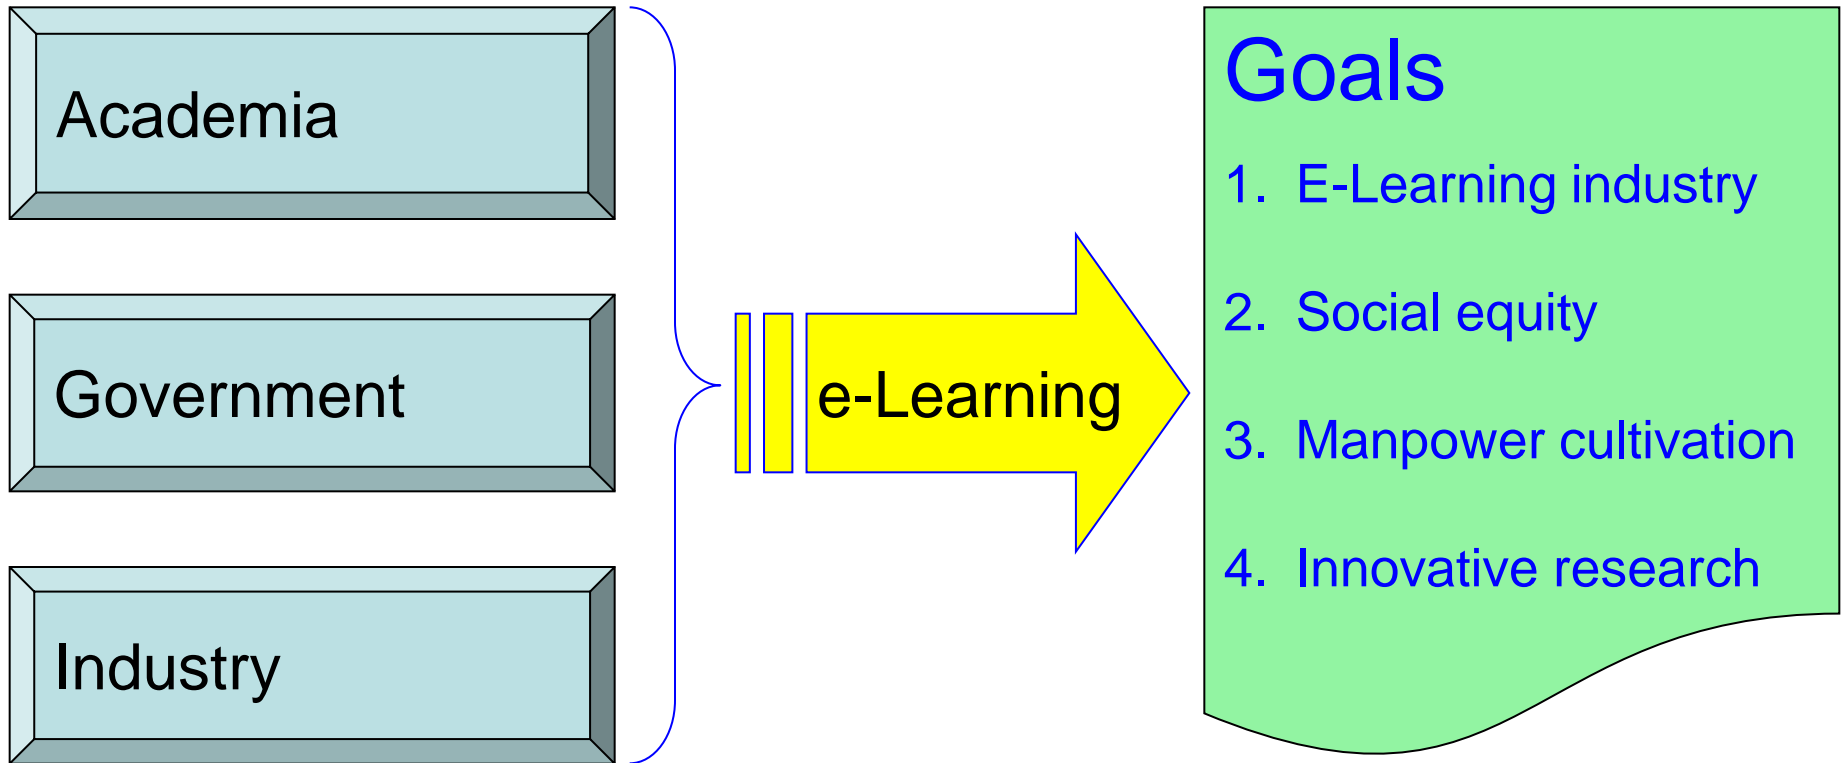 Academia
Government
Industry
e-Learning
Goals
1. E-Learning industry
2. Social equity
3. Manpower cultivation
4. Innovative research